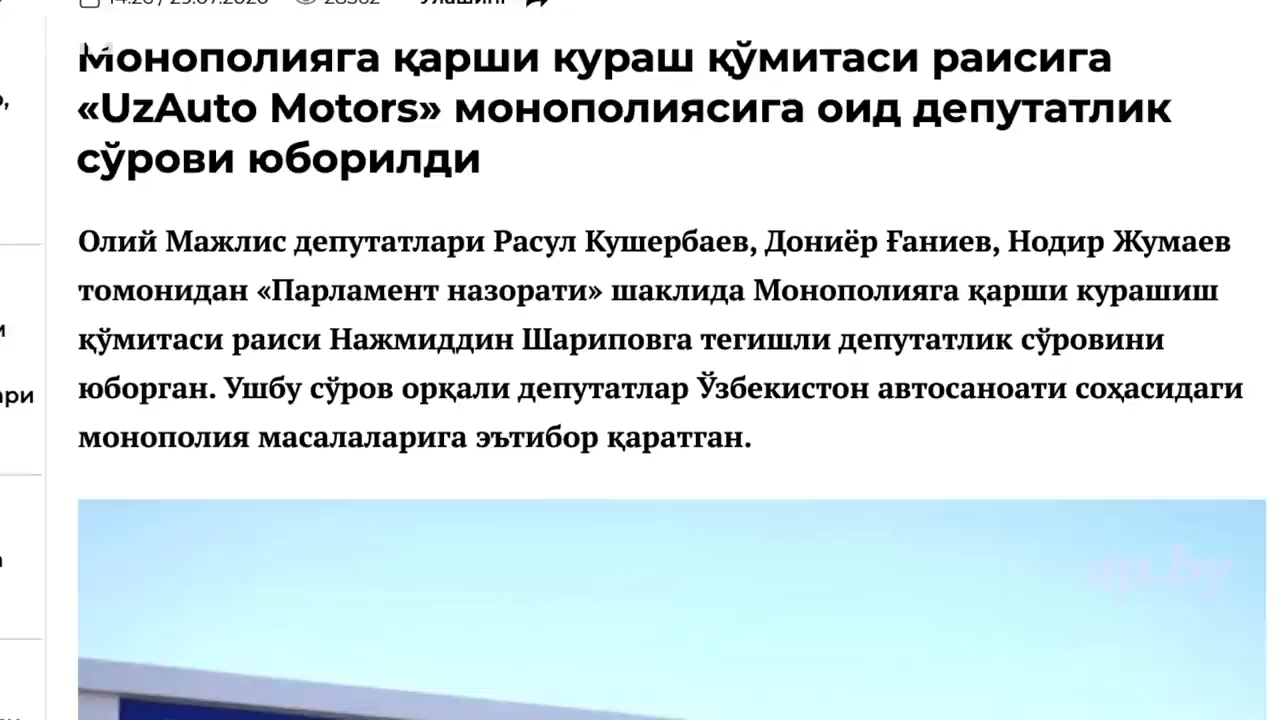 Монополияга қарши кураш қўмитаси раисига
«UzAuto Motors» монополиясига оид депутатлик
сўрови юборилди
Олий Мажлис депутатлари Расул Кушербаев, Дониёр Ғаниев, Нодир Жумаев
томонидан «Парламент назорати» шаклида Монополияга қарши курашиш
қўмитаси раиси Нажмиддин Шариповга тегишли депутатлик сўровини
юборган. Ушбу сўров орқали депутатлар Ўзбекистон автосаноати соҳасидаги
монополия масалаларига эътибор қаратган.
ap.by